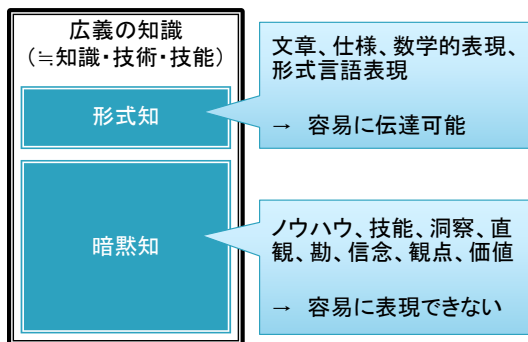 広義の知識
（≒知識・技術・技能）
形式知
文章、仕様、数学的表現、
形式言語表現
→ 容易に伝達可能
暗黙知
ノウハウ、技能、洞察、直
観、勘、信念、観点、価値
→ 容易に表現できない